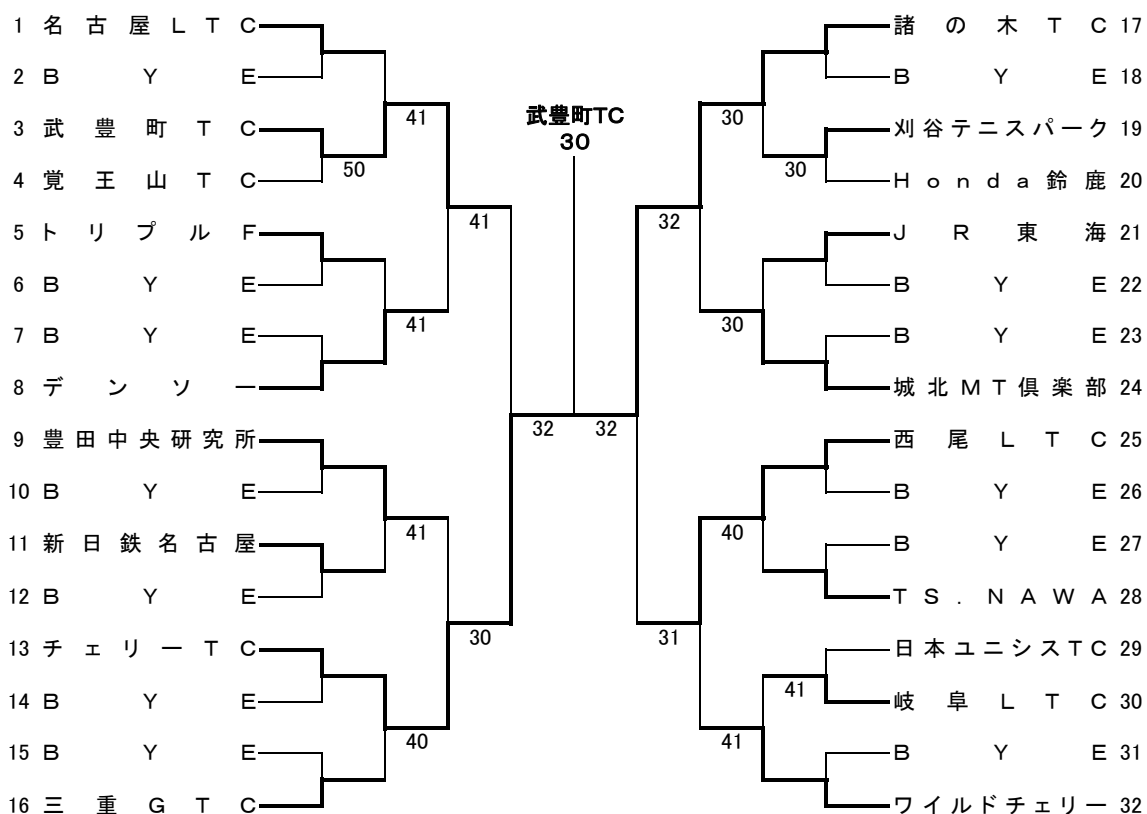 1 名古屋LTC
2 BYE
3 武豊町TC
4 覚王山TC
5 トリプルF
6 BYE
7 BYE
8 デンソー
9 豊田中央研究所
10 BYE
11 新日鉄名古屋
12 BYE
13 チェリーTC
14 BYE
15 BYE
16 三重GTC
50
41
41
41
40
41
30
32
武豊町TC
30
32
32
31
30
30
40
41
30
41
諸の木TC 17
BYE 18
刈谷テニスパーク 19
Honda鈴鹿 20
JR東海 21
BYE 22
BYE 23
城北MT倶楽部 24
西尾LTC 25
BYE 26
BYE 27
TS.NAWA 28
日本ユニシスTC 29
岐阜LTC 30
BYE 31
ワイルドチェリー 32